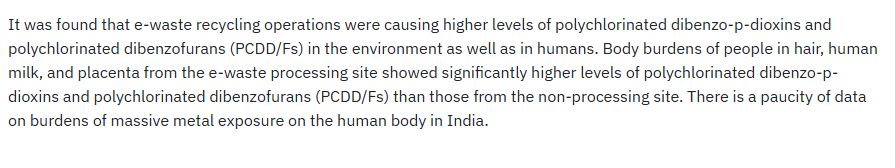 It was found that e-waste recycling operations were causing higher levels of polychlorinated dibenzo-p-dioxins and
polychlorinated dibenzofurans (PCDD/Fs) in the environment as well as in humans. Body burdens of people in hair, human
milk, and placenta from the e-waste processing site showed significantly higher levels of polychlorinated dibenzo-p-
dioxins and polychlorinated dibenzofurans (PCDD/Fs) than those from the non-processing site. There is a paucity of data
on burdens of massive metal exposure on the human body in India.